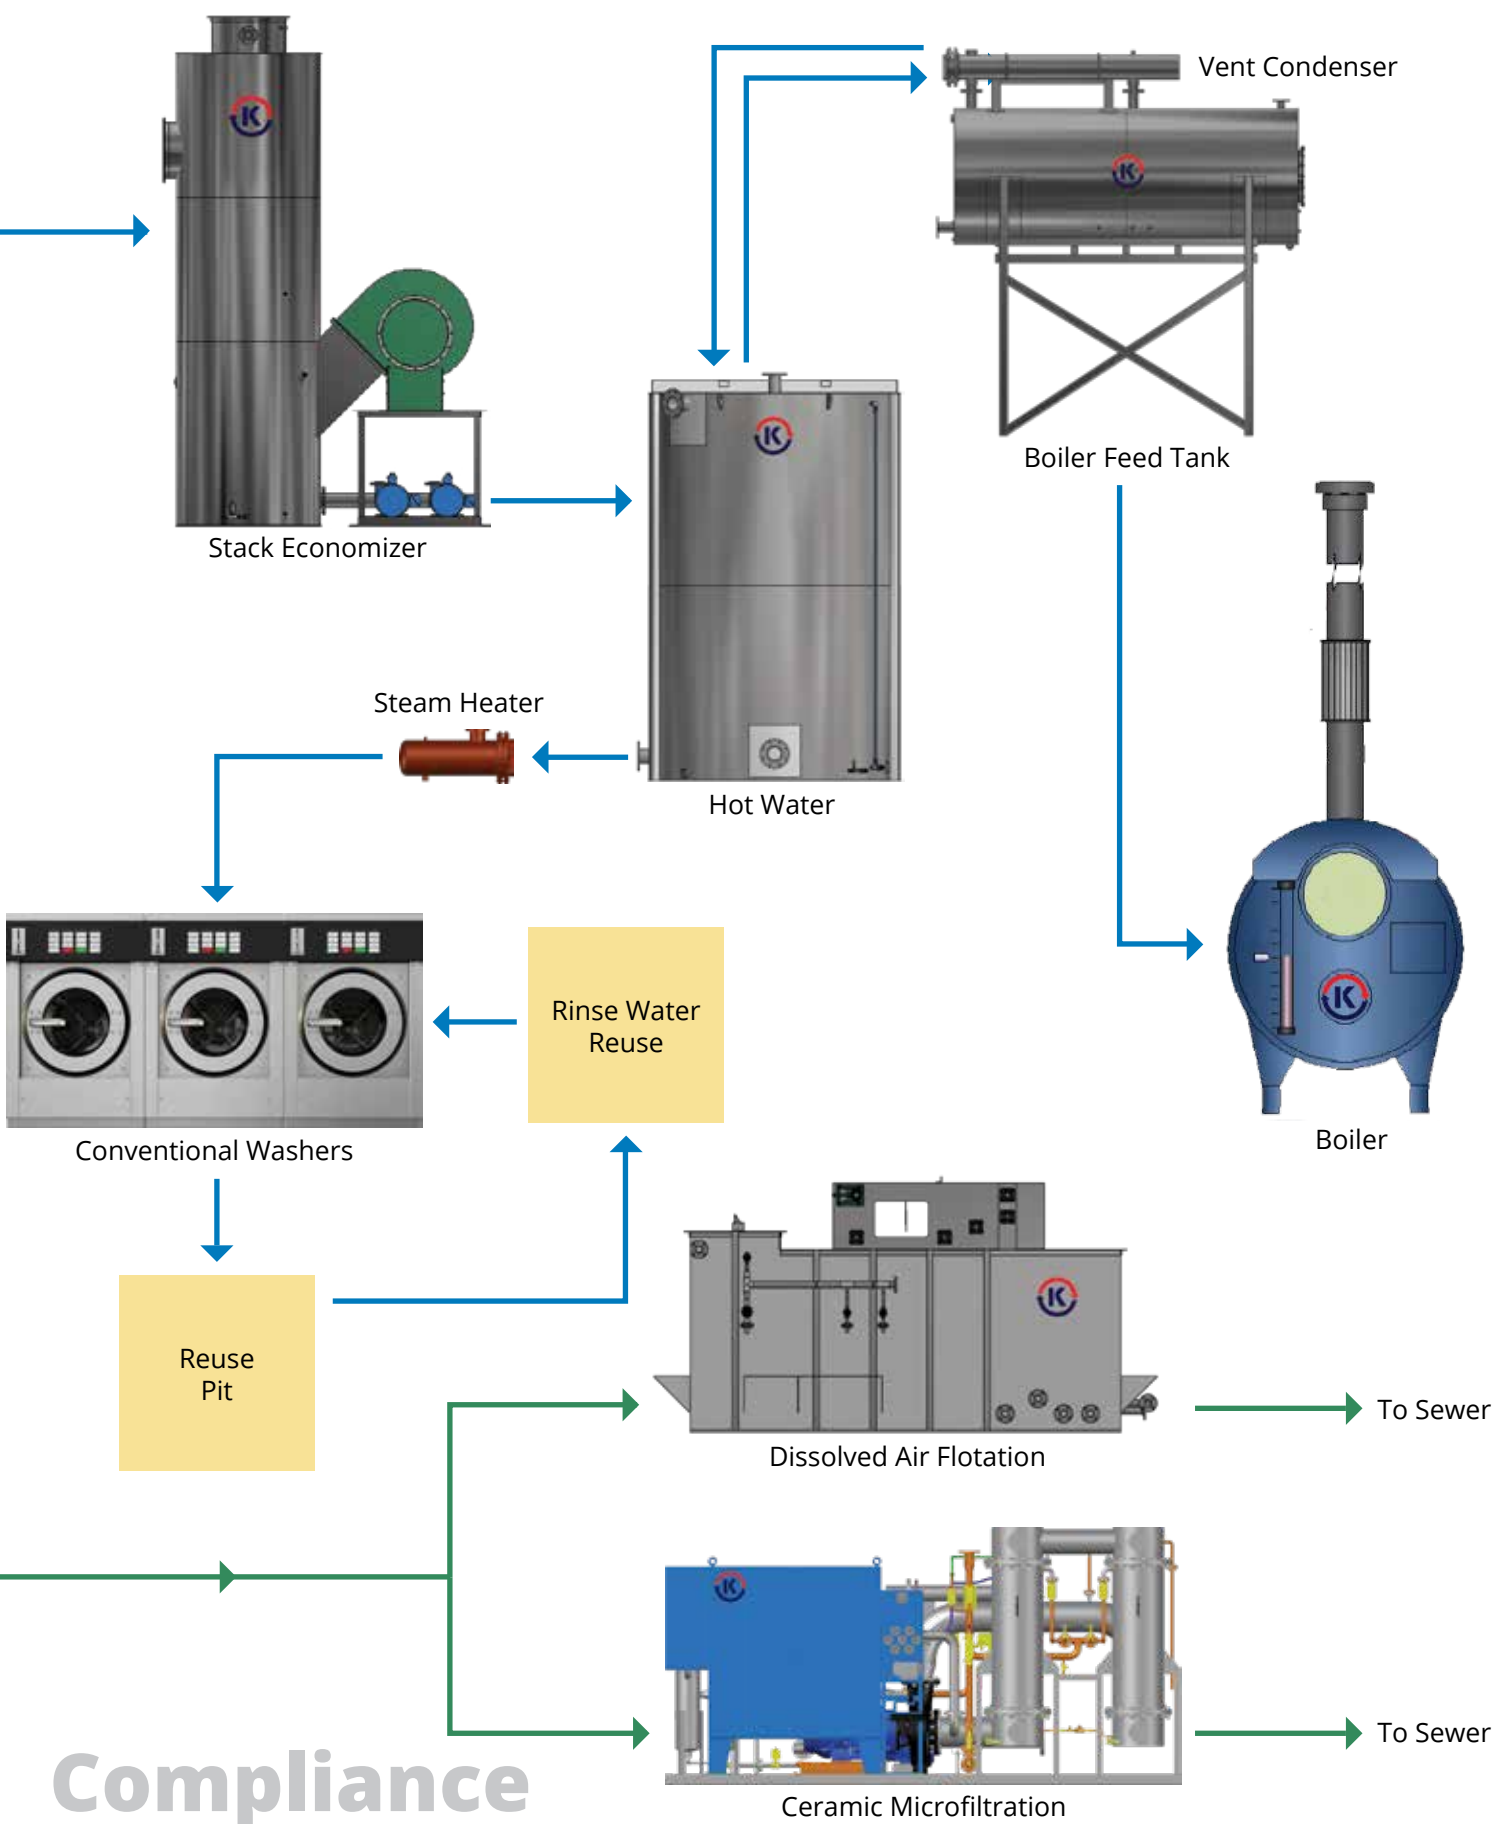 Vent Condenser
K
K
K
Boiler Feed Tank
Stack Economizer
Steam Heater
Hot Water
Rinse Water
Reuse
K
Conventional Washers
Boiler
K
Reuse
Pit
To Sewer
Dissolved Air Flotation
K
To Sewer
Compliance
Ceramic Microfiltration